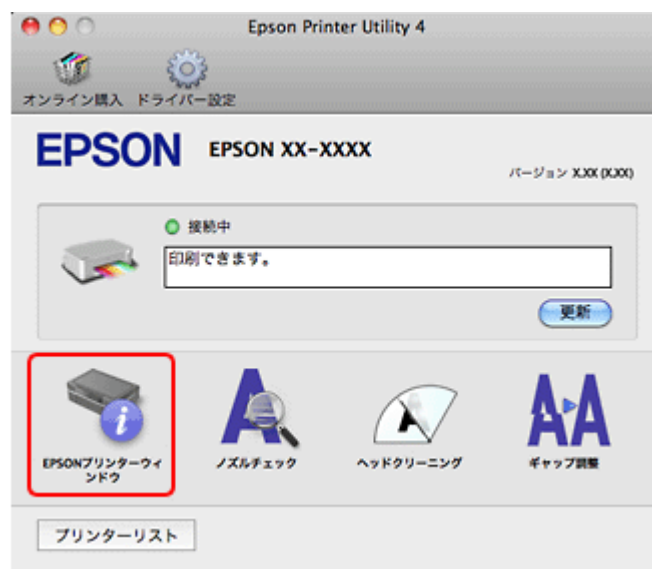 Epson Printer Utility 4
オンライン購入 ドライバー設定
EPSON EPSON XX-XXXX
バージョン X.XX (X.XX)
接続中
印刷できます。
更新
EPSONプリンターウィ
ンドウ
ノズルチェック
ヘッドクリーニング
ギャップ調整
プリンターリスト